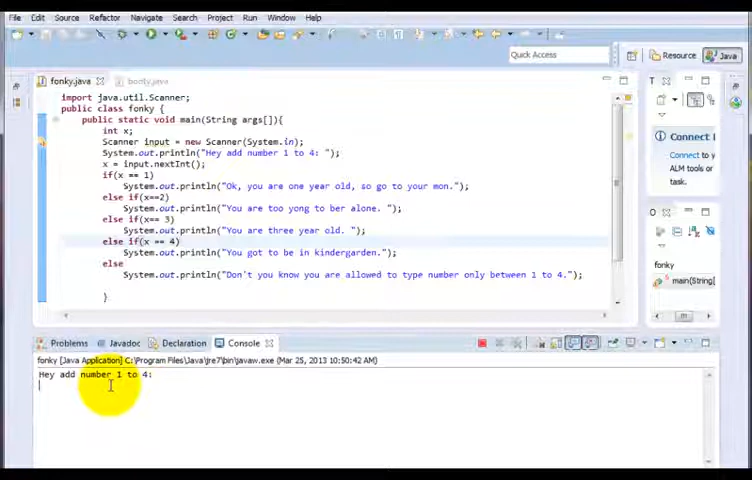 File Edit Source Refactor Navigate Search Project Run Window Help
Quick Access
Resource
Java
fonky.java
booty.java
import java.util.Scanner;
public class fonky {
public static void main(String args[]){
int x;
Scanner input = new Scanner(System.in);
System.out.println("Hey add number 1 to 4: ");
x = input.nextInt();
if(x == 1)
System.out.println("Ok, you are one year old, so go to your mon.");
else if(x==2)
System.out.println("You are too yong to ber alone. ");
else if(x== 3)
System.out.println("You are three year old. ");
else if(x == 4)
System.out.println("You got to be in kindergarden.");
else
System.out.println("Don't you know you are allowed to type number only between 1 to 4.");
}
T
Connect
Connect to y
ALM tools or
task.
O
fonky
main(String[
Problems Javadoc Declaration Console
fonky [Java Application] C:\Program Files\Java\jre7\bin\javaw.exe (Mar 25, 2013 10:50:42 AM)
Hey add number 1 to 4: